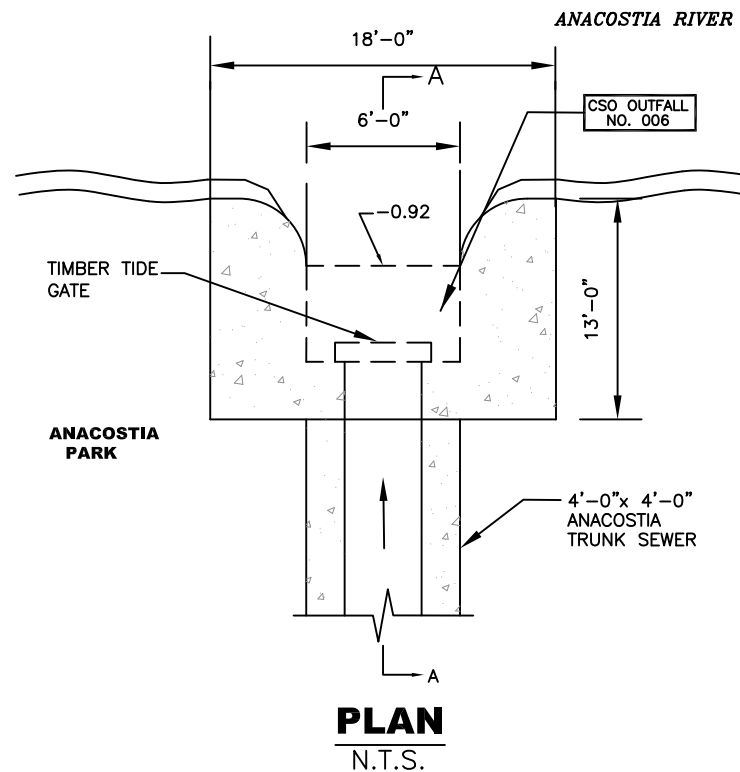 ANACOSTIA RIVER
18'-0"
A
CSO OUTFALL
NO. 006
6'-0"
-0.92
TIMBER TIDE
GATE
13'-0"
ANACOSTIA
PARK
4'-0"x 4'-0"
ANACOSTIA
TRUNK SEWER
A
PLAN
N.T.S.